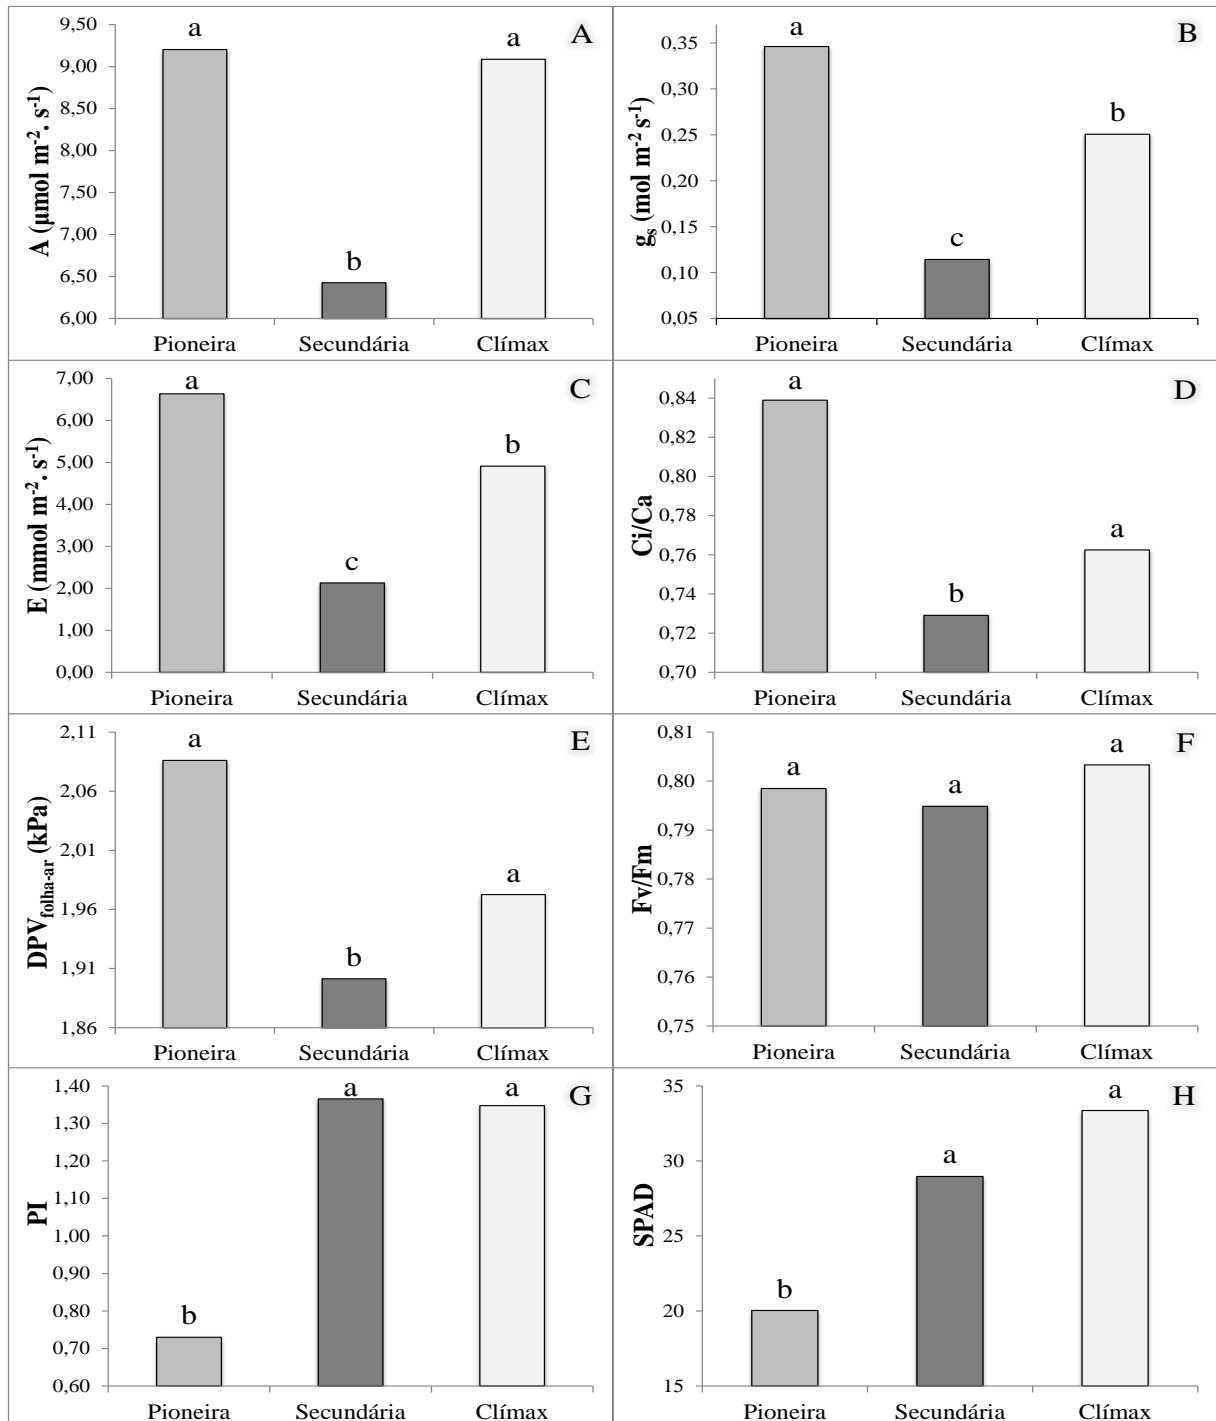 A
A (µmol m⁻². s⁻¹)
9,50
9,00
8,50
8,00
7,50
7,00
6,50
6,00
a
b
a
Pioneira Secundária Clímax
B
gₛ (mol m⁻² s⁻¹)
0,35
0,30
0,25
0,20
0,15
0,10
0,05
a
c
b
Pioneira Secundária Clímax
C
E (mmol m⁻². s⁻¹)
7,00
6,00
5,00
4,00
3,00
2,00
1,00
0,00
a
c
b
Pioneira Secundária Clímax
D
Ci/Ca
0,84
0,82
0,80
0,78
0,76
0,74
0,72
0,70
a
b
a
Pioneira Secundária Clímax
E
DPV folha-ar (kPa)
2,11
2,06
2,01
1,96
1,91
1,86
a
b
a
Pioneira Secundária Clímax
F
Fv/Fm
0,81
0,80
0,79
0,78
0,77
0,76
0,75
a
a
a
Pioneira Secundária Clímax
G
PI
1,40
1,30
1,20
1,10
1,00
0,90
0,80
0,70
0,60
b
a
a
Pioneira Secundária Clímax
H
SPAD
35
30
25
20
15
b
a
a
Pioneira Secundária Clímax